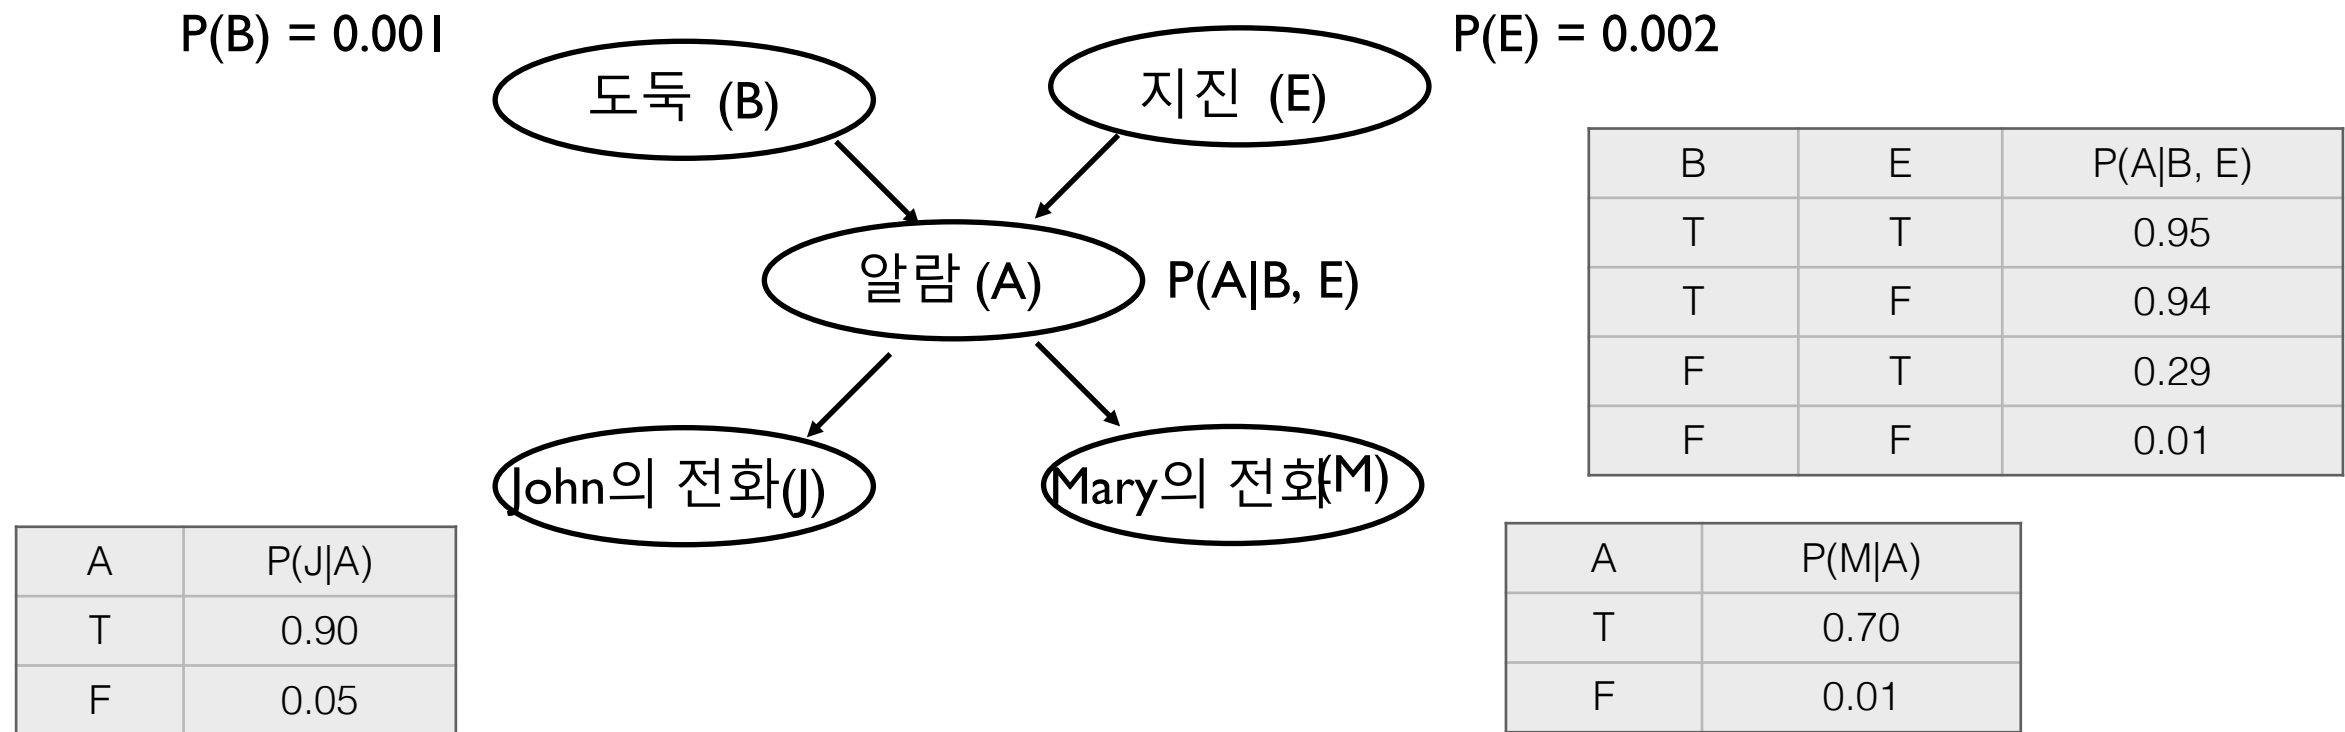 P(B) = 0.001
P(E) = 0.002
도둑 (B)
지진 (E)
알람 (A)
P(A|B, E)
B E P(A|B, E)
T T 0.95
T F 0.94
F T 0.29
F F 0.01
John의 전화(J)
Mary의 전화(M)
A P(J|A)
T 0.90
F 0.05
A P(M|A)
T 0.70
F 0.01